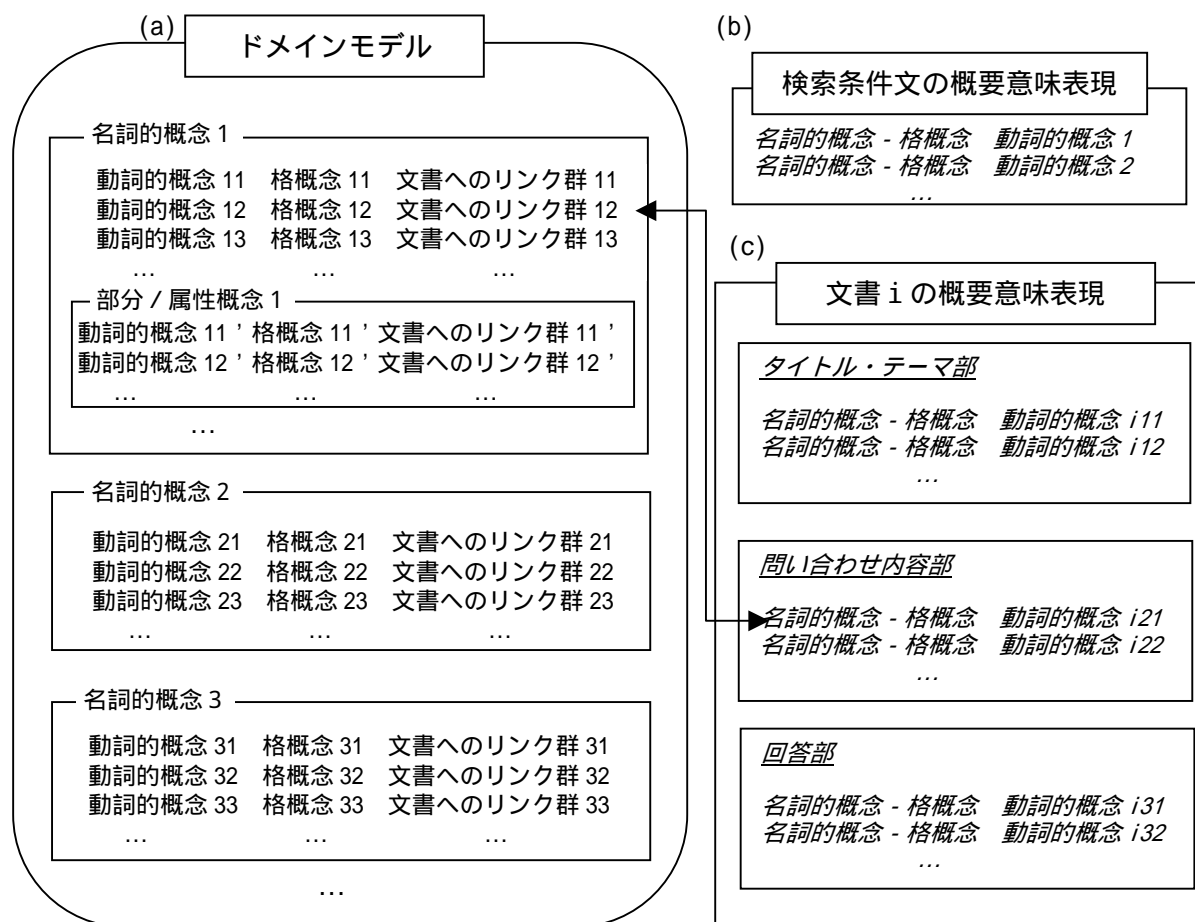 (a)
ドメインモデル
名詞的概念 1
動詞的概念 11 格概念 11 文書へのリンク群 11
動詞的概念 12 格概念 12 文書へのリンク群 12
動詞的概念 13 格概念 13 文書へのリンク群 13
… … …
部分 / 属性概念 1
動詞的概念 11 ’ 格概念 11 ’ 文書へのリンク群 11 ’
動詞的概念 12 ’ 格概念 12 ’ 文書へのリンク群 12 ’
… … …
…
名詞的概念 2
動詞的概念 21 格概念 21 文書へのリンク群 21
動詞的概念 22 格概念 22 文書へのリンク群 22
動詞的概念 23 格概念 23 文書へのリンク群 23
… … …
名詞的概念 3
動詞的概念 31 格概念 31 文書へのリンク群 31
動詞的概念 32 格概念 32 文書へのリンク群 32
動詞的概念 33 格概念 33 文書へのリンク群 33
… … …
…
(b)
検索条件文の概要意味表現
名詞的概念 - 格概念 動詞的概念 1
名詞的概念 - 格概念 動詞的概念 2
…
(c)
文書 i の概要意味表現
タイトル・テーマ部
名詞的概念 - 格概念 動詞的概念 i11
名詞的概念 - 格概念 動詞的概念 i12
…
問い合わせ内容部
名詞的概念 - 格概念 動詞的概念 i21
名詞的概念 - 格概念 動詞的概念 i22
…
回答部
名詞的概念 - 格概念 動詞的概念 i31
名詞的概念 - 格概念 動詞的概念 i32
…